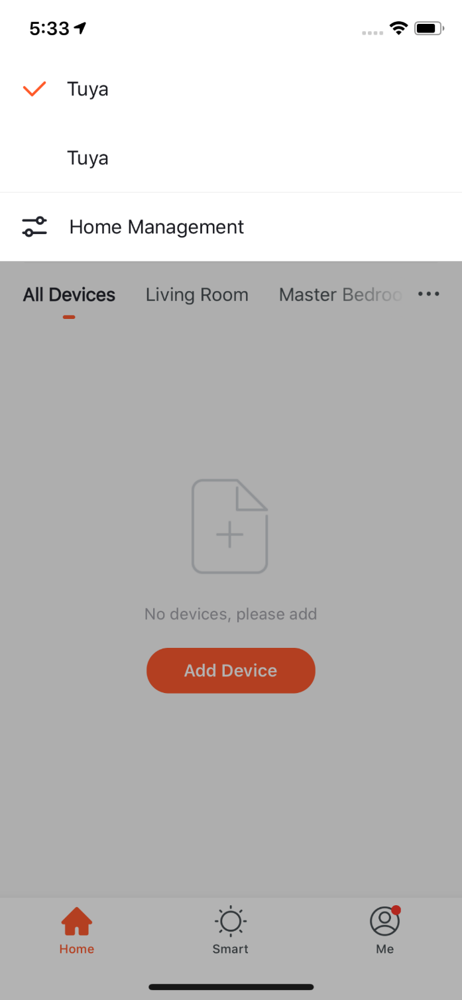 5:33
Tuya
Tuya
Home Management
All Devices Living Room Master Bedroo
No devices, please add
Add Device
Home Smart Me